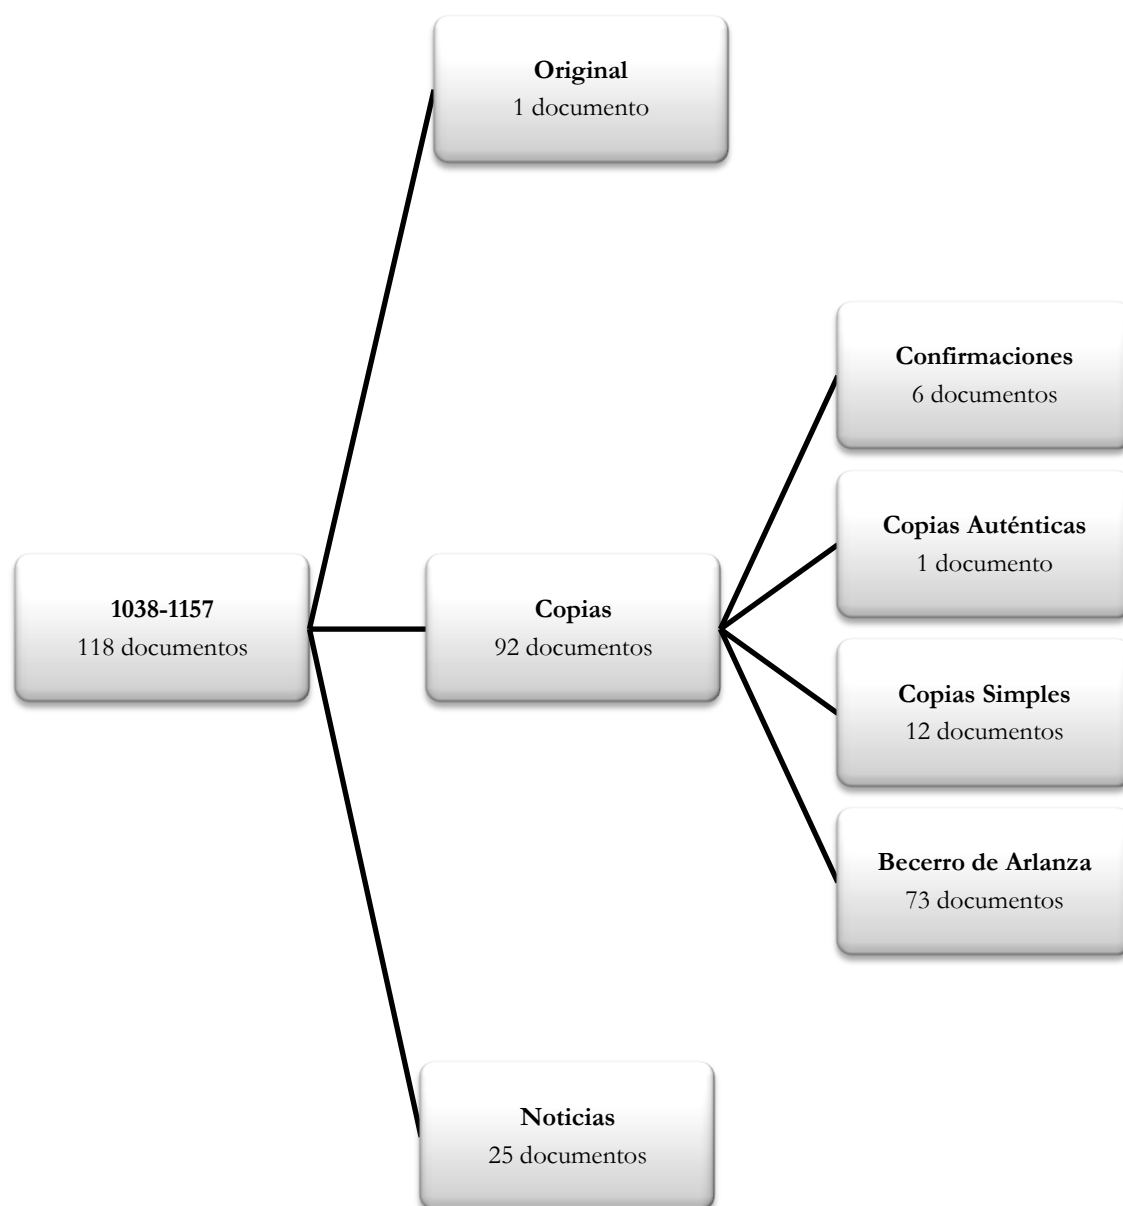 Original
1 documento
Confirmaciones
6 documentos
Copias Auténticas
1 documento
1038-1157
118 documentos
Copias
92 documentos
Copias Simples
12 documentos
Becerro de Arlanza
73 documentos
Noticias
25 documentos